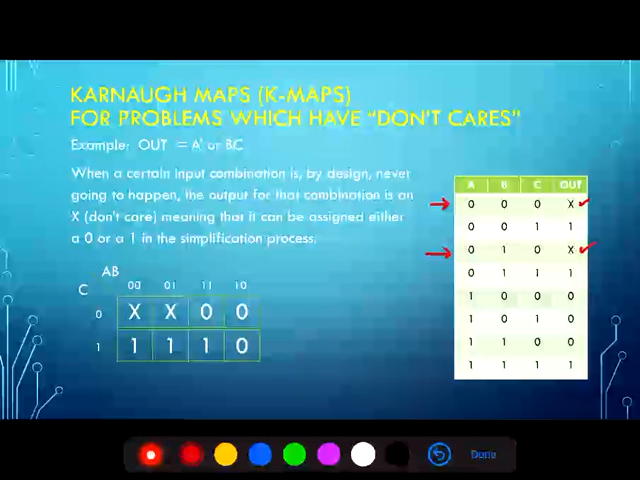 KARNAUGH MAPS (K-MAPS)
FOR PROBLEMS WHICH HAVE "DON'T CARES"
Example: OUT = A' or BC
When a certain input combination is, by design, never
going to happen, the output for that combination is an
X (don't care) meaning that it can be assigned either
a 0 or a 1 in the simplification process.
AB
C 00 01 11 10
0 X X 0 0
1 1 1 1 0
A B C OUT
0 0 0 X
0 0 1 1
0 1 0 X
0 1 1 1
1 0 0 0
1 0 1 0
1 1 0 0
1 1 1 1
Done